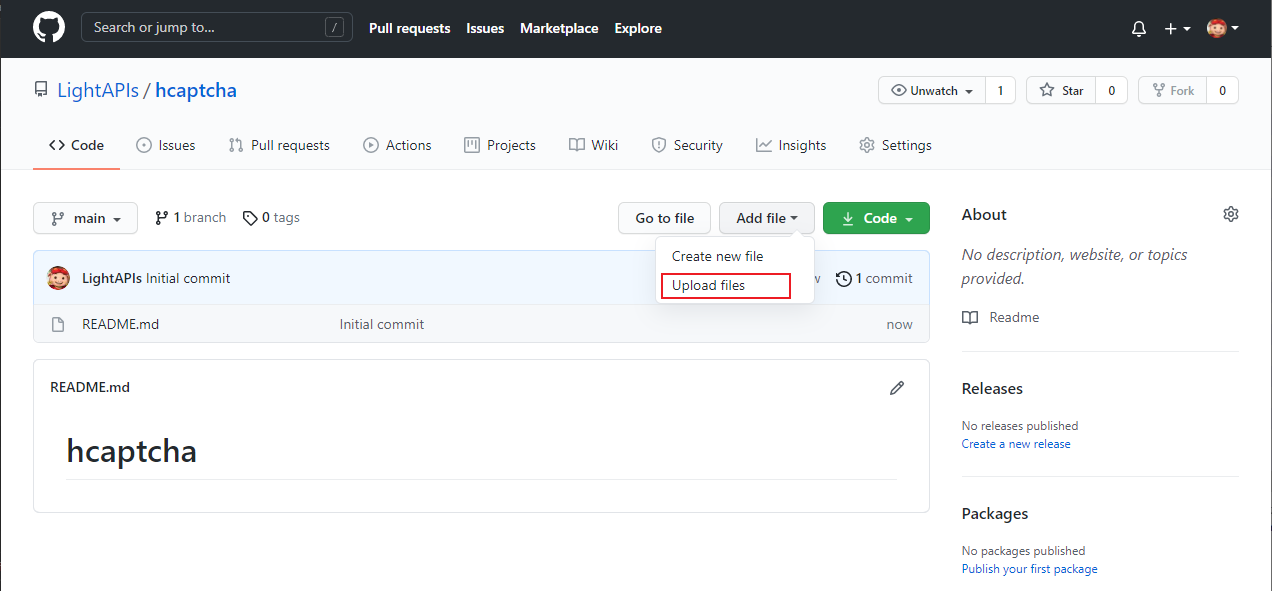 Search or jump to... /
Pull requests Issues Marketplace Explore
LightAPIs / hcaptcha
Unwatch 1 Star 0 Fork 0
Code Issues Pull requests Actions Projects Wiki Security Insights Settings
main 1 branch 0 tags
Go to file Add file Code
Create new file
Upload files
LightAPIs Initial commit
1 commit
README.md Initial commit now
README.md
hcaptcha
About
No description, website, or topics
provided.
Readme
Releases
No releases published
Create a new release
Packages
No packages published
Publish your first package